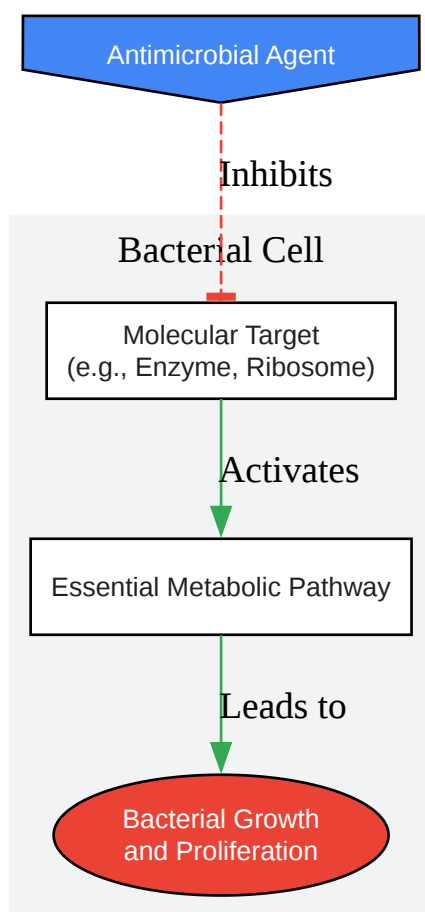 Antimicrobial Agent
Inhibits
Bacterial Cell
Molecular Target
(e.g., Enzyme, Ribosome)
Activates
Essential Metabolic Pathway
Leads to
Bacterial Growth
and Proliferation